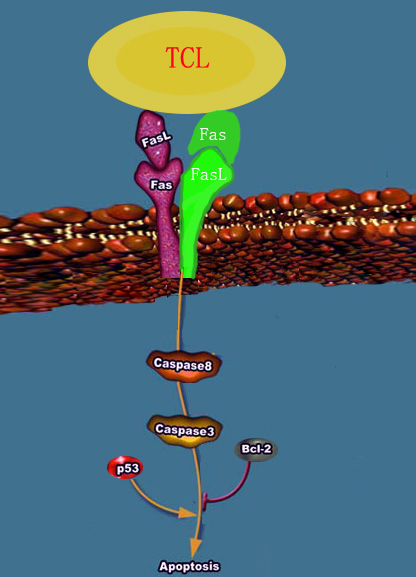 TCL
FasL
Fas
Fas
FasL
Caspase8
Caspase3
p53
Bcl-2
Apoptosis